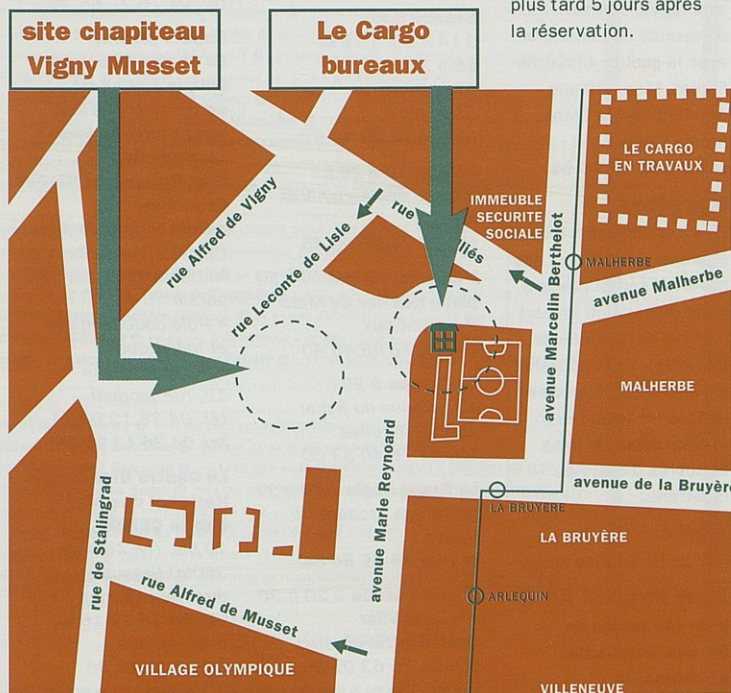 plus tard 5 jours après
la réservation.
site chapiteau
Vigny Musset
Le Cargo
bureaux
LE CARGO
EN TRAVAUX
IMMEUBLE
SECURITE
SOCIALE
rue
liés
rue Alfred de Vigny
rue Leconte de Lisle
avenue Marcelin Berthelot
MALHERBE
avenue Malherbe
MALHERBE
avenue Marie Reynoard
rue de Stalingrad
avenue de la Bruyère
LA BRUYERE
LA BRUYÈRE
ARLEQUIN
rue Alfred de Musset
VILLAGE OLYMPIQUE
VILLENEUVE